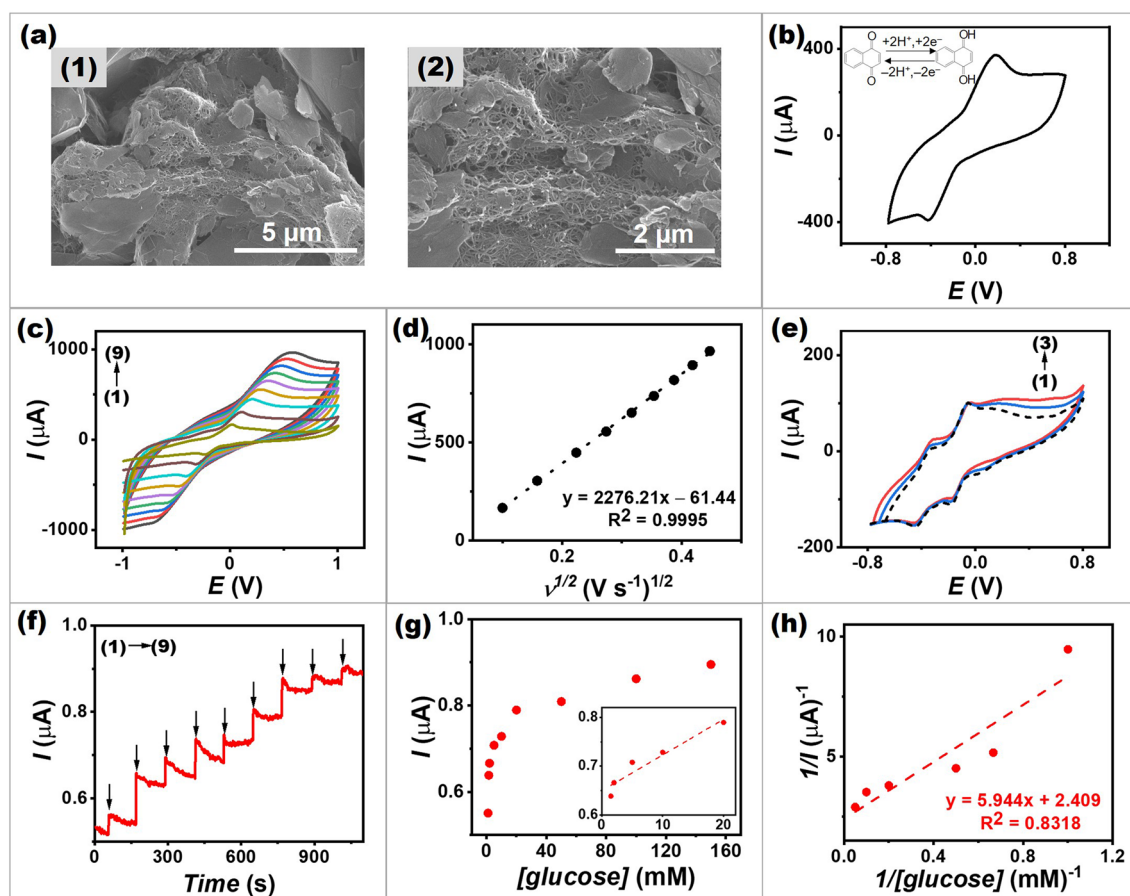 (a)
(1)
5 μm
(2)
2 μm
(b)
O
O
+2H⁺,+2e⁻
−2H⁺,−2e⁻
OH
OH
I (μA)
400
0
-400
-0.8 0.0 0.8
E (V)
(c)
(9)
(1)
I (μA)
1000
0
-1000
-1 0 1
E (V)
(d)
I (μA)
1000
500
0
y = 2276.21x − 61.44
R² = 0.9995
0.2 0.4
ν^1/2 (V s⁻¹)^1/2
(e)
(3)
(1)
I (μA)
200
0
-200
-0.8 0.0 0.8
E (V)
(f)
(1)→(9)
I (μA)
1.0
0.8
0.6
0 300 600 900
Time (s)
(g)
I (μA)
1.0
0.8
0.6
0.8
0.7
0.6
0 10 20
0 40 80 120 160
[glucose] (mM)
(h)
1/I (μA)⁻¹
10
5
y = 5.944x + 2.409
R² = 0.8318
0.0 0.4 0.8 1.2
1/[glucose] (mM)⁻¹